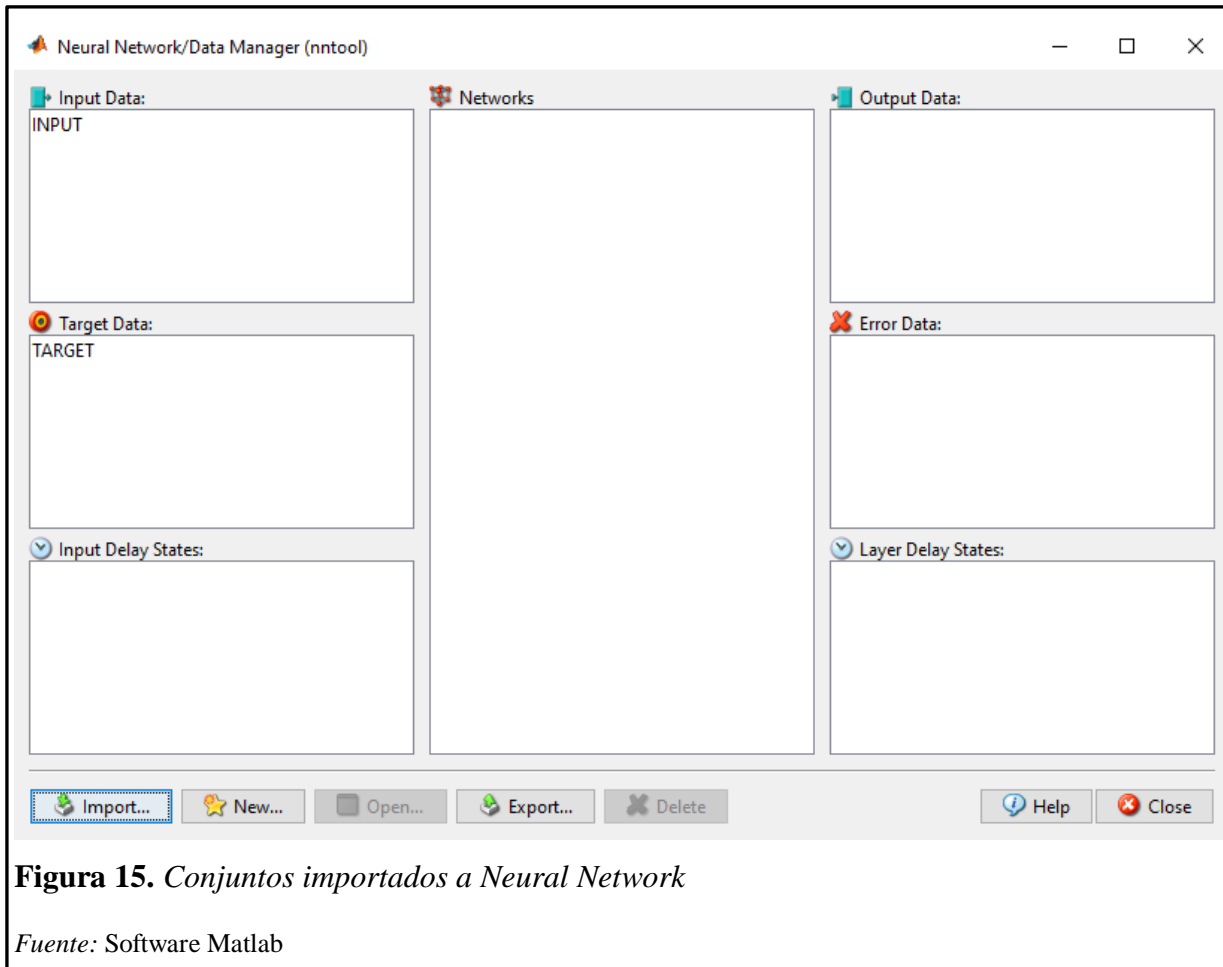 Neural Network/Data Manager (nntool)
Input Data:
INPUT
Networks
Output Data:
Target Data:
TARGET
Error Data:
Input Delay States:
Layer Delay States:
Import... New... Open... Export... Delete Help Close
Figura 15. Conjuntos importados a Neural Network
Fuente: Software Matlab